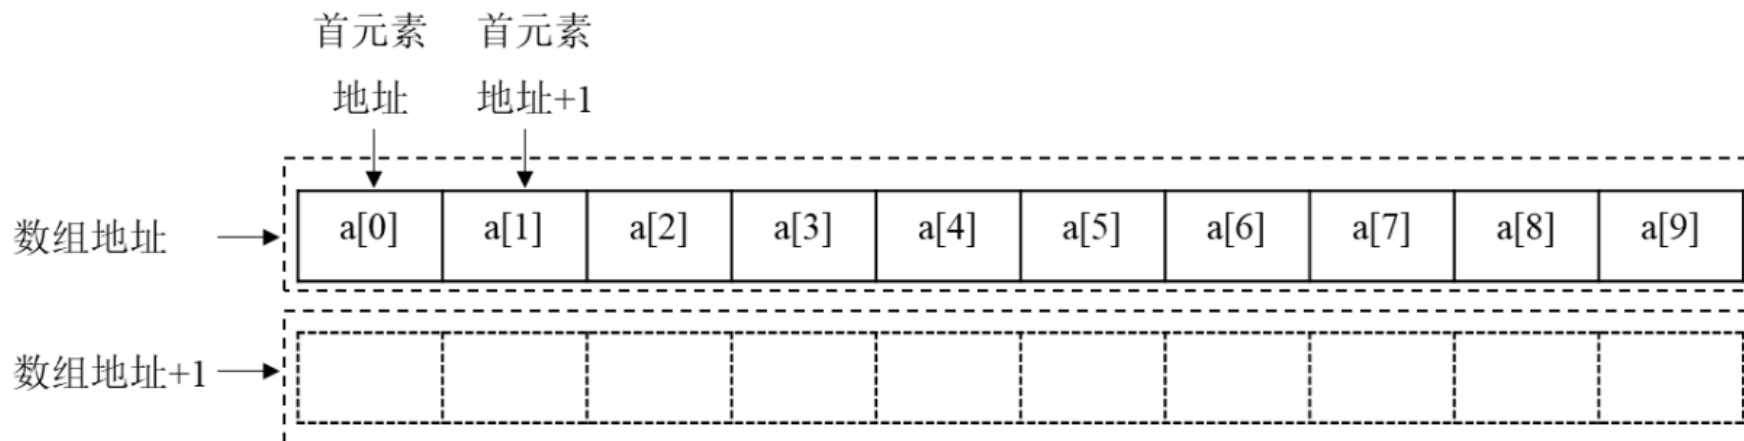 首元素
地址
首元素
地址+1
数组地址
a[0] a[1] a[2] a[3] a[4] a[5] a[6] a[7] a[8] a[9]
数组地址+1